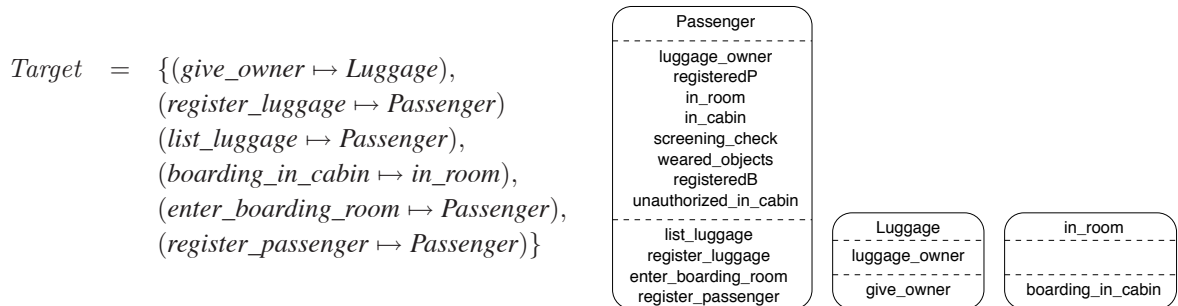 Target = {(give_owner ↦ Luggage),
(register_luggage ↦ Passenger)
(list_luggage ↦ Passenger),
(boarding_in_cabin ↦ in_room),
(enter_boarding_room ↦ Passenger),
(register_passenger ↦ Passenger)}
Passenger
luggage_owner
registeredP
in_room
in_cabin
screening_check
weared_objects
registeredB
unauthorized_in_cabin
list_luggage
register_luggage
enter_boarding_room
register_passenger
Luggage
luggage_owner
give_owner
in_room
boarding_in_cabin